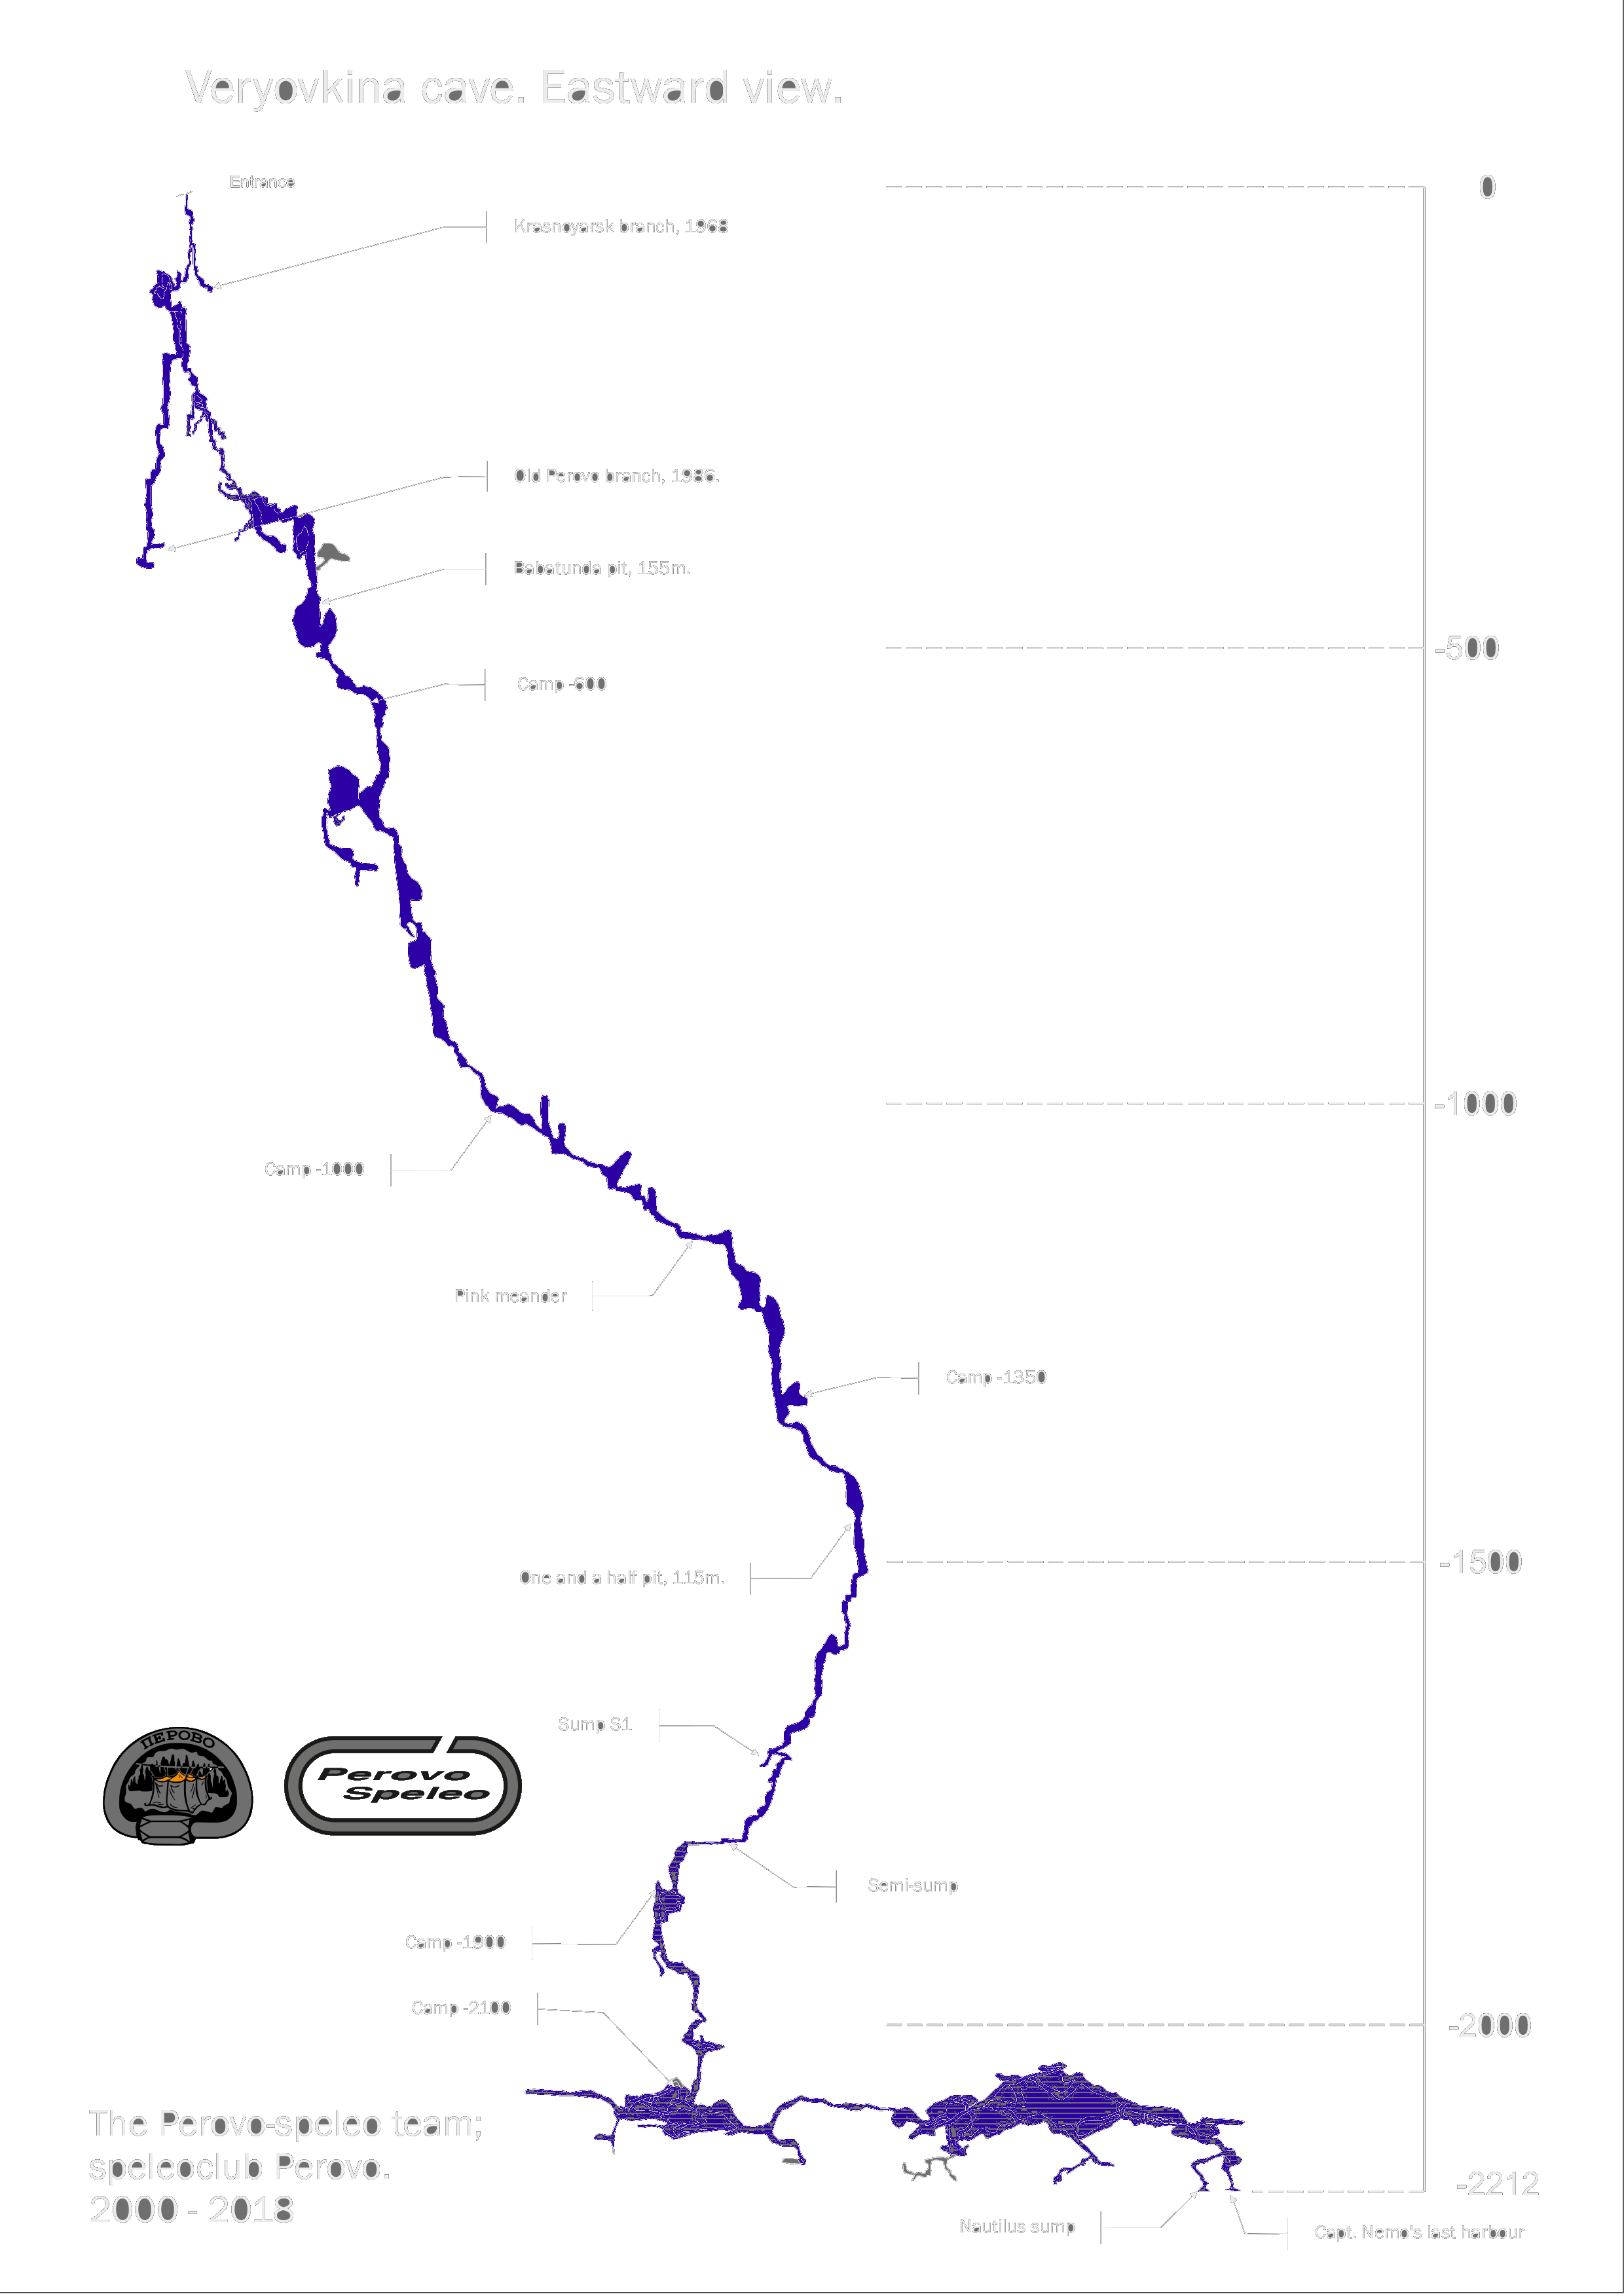 Veryovkina cave. Eastward view.
Entrance
0
Krasnoyarsk branch, 1968
Old Perovo branch, 1986.
Babatunda pit, 155m.
-500
Camp -600
-1000
Camp -1000
Pink meander
Camp -1350
-1500
One and a half pit, 115m.
Sump S1
ПЕРОВО
Perovo
Speleo
Semi-sump
Camp -1900
Camp -2100
-2000
The Perovo-speleo team;
speleoclub Perovo.
2000 - 2018
-2212
Nautilus sump
Capt. Nemo's last harbour